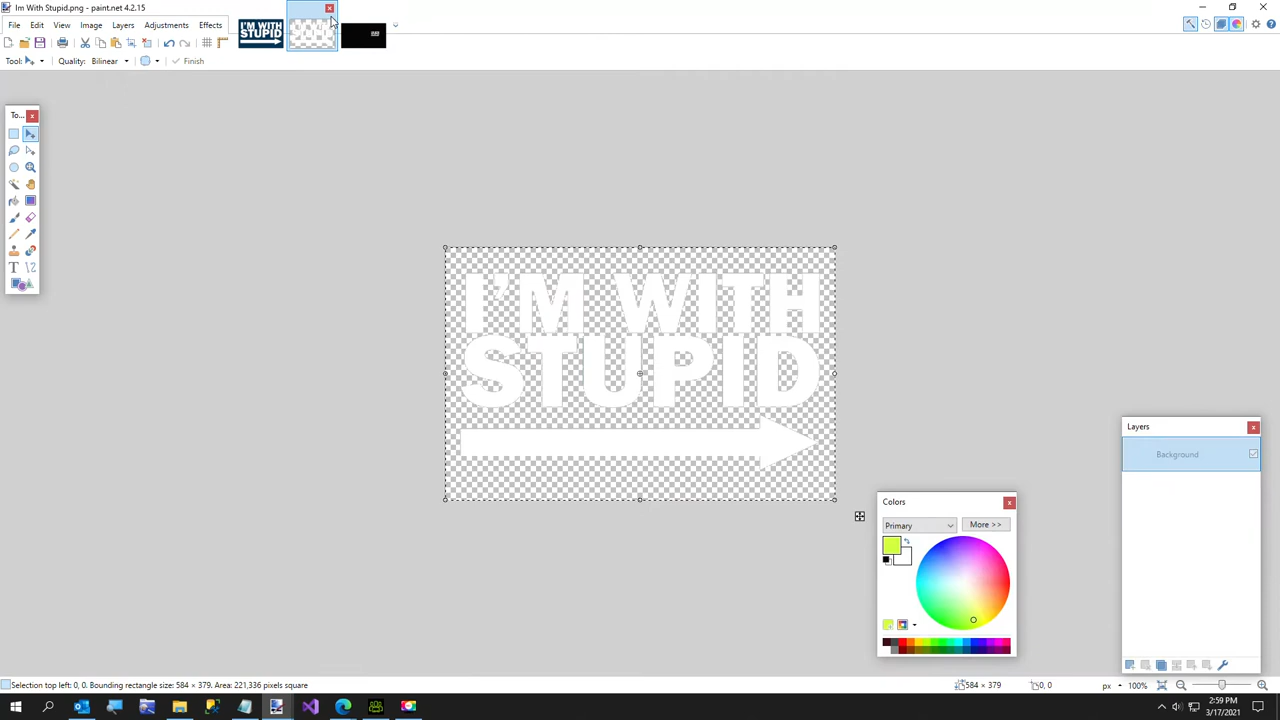 Im With Stupid.png - paint.net 4.2.15
File Edit View Image Layers Adjustments Effects
I'M WITH
STUPID
Tool: Quality: Bilinear Finish
To...
I'M WITH
STUPID
Layers
Background
Colors
Primary More >>
Selection top left: 0, 0. Bounding rectangle size: 584 × 379. Area: 221,336 pixels square
584 × 379 0, 0 px 100%
2:59 PM
3/17/2021